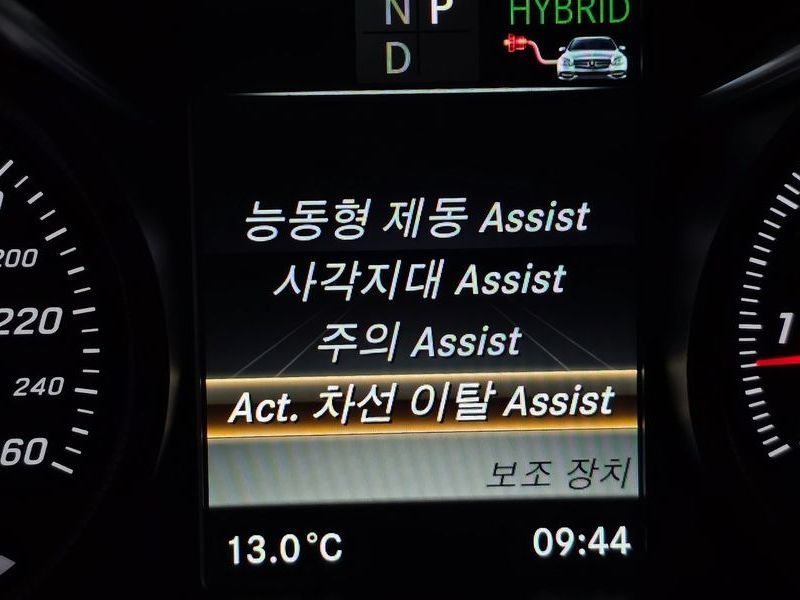 N P HYBRID
D
능동형 제동 Assist
사각지대 Assist
주의 Assist
Act. 차선 이탈 Assist
보조 장치
13.0°C 09:44
200
220
240
60
1